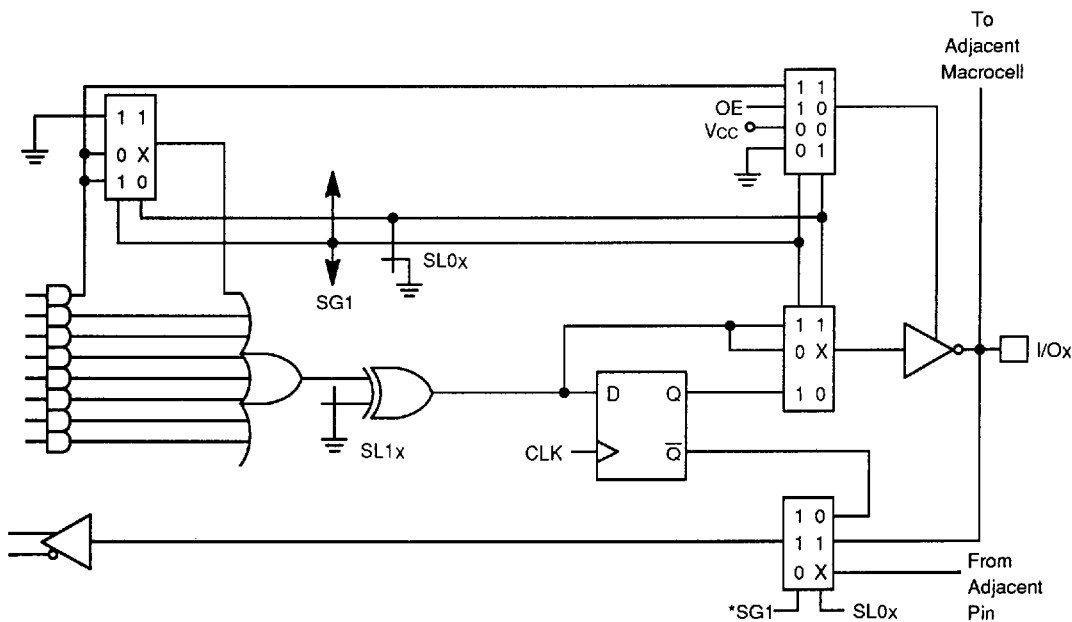 To
Adjacent
Macrocell
1 1
OE
1 0
VCC
0 0
0 1
1 1
0 X
1 0
SL0x
SG1
1 1
0 X
1 0
I/Ox
D Q
SL1x
CLK
Q
1 0
1 1
0 X
From
Adjacent
Pin
*SG1
SL0x